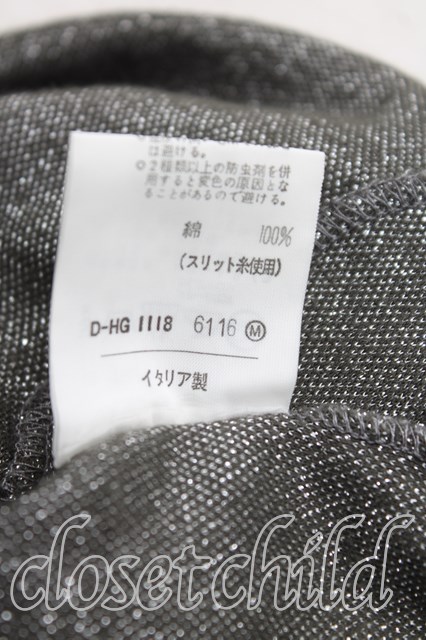 は避ける。
❷2種類以上の防虫剤を併
用すると変色の原因とな
ることがあるので避ける。
綿 100%
(スリット糸使用)
D-HG 1118 6116 Ⓜ
イタリア製
closetchild